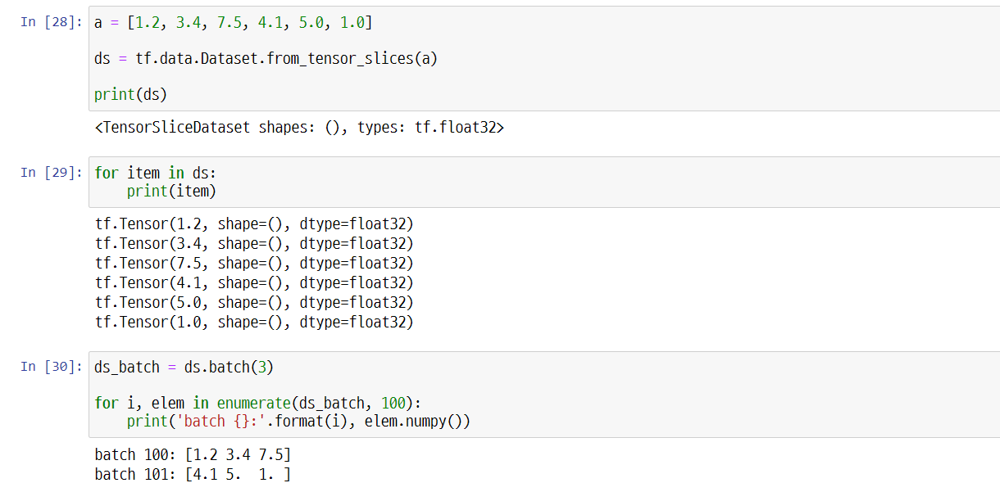 In [28]: a = [1.2, 3.4, 7.5, 4.1, 5.0, 1.0]
ds = tf.data.Dataset.from_tensor_slices(a)
print(ds)
<TensorSliceDataset shapes: (), types: tf.float32>
In [29]: for item in ds:
    print(item)
tf.Tensor(1.2, shape=(), dtype=float32)
tf.Tensor(3.4, shape=(), dtype=float32)
tf.Tensor(7.5, shape=(), dtype=float32)
tf.Tensor(4.1, shape=(), dtype=float32)
tf.Tensor(5.0, shape=(), dtype=float32)
tf.Tensor(1.0, shape=(), dtype=float32)
In [30]: ds_batch = ds.batch(3)
for i, elem in enumerate(ds_batch, 100):
    print('batch {}:'.format(i), elem.numpy())
batch 100: [1.2 3.4 7.5]
batch 101: [4.1 5.  1. ]